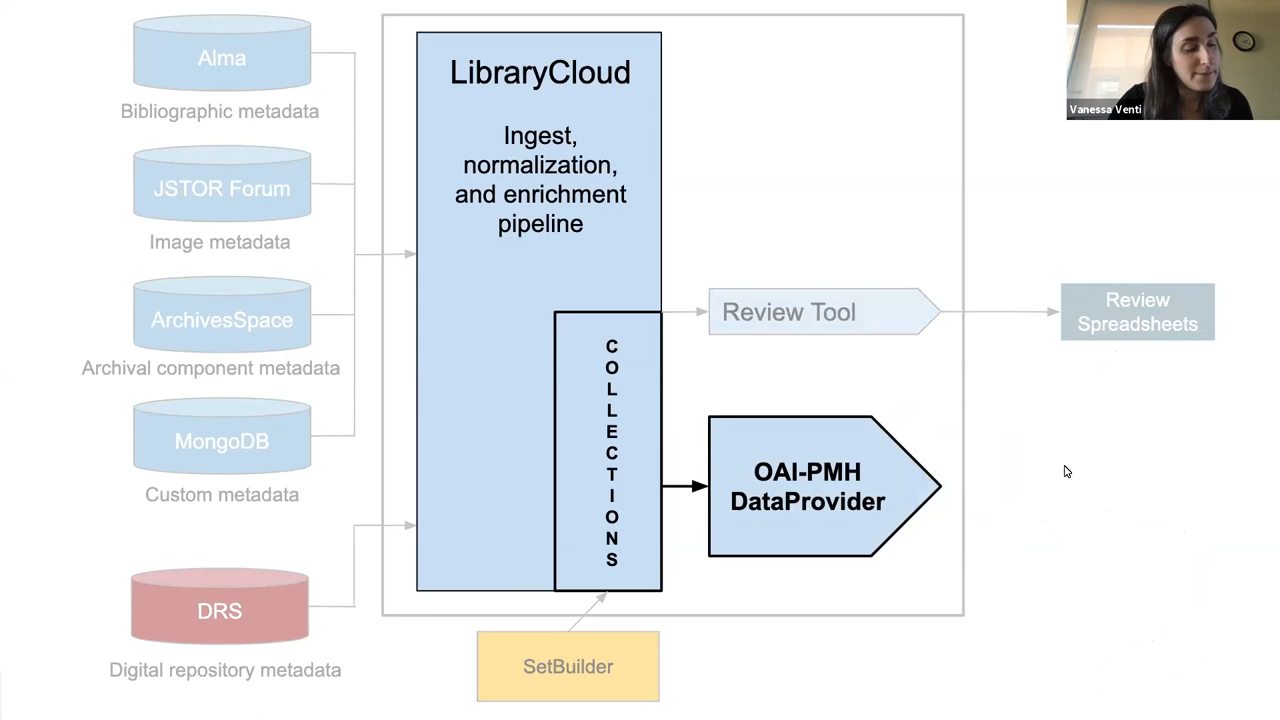 Alma
Bibliographic metadata
JSTOR Forum
Image metadata
ArchivesSpace
Archival component metadata
MongoDB
Custom metadata
DRS
Digital repository metadata
LibraryCloud
Ingest,
normalization,
and enrichment
pipeline
COLLECTIONS
SetBuilder
Review Tool
OAI-PMH
DataProvider
Review
Spreadsheets
Vanessa Venti